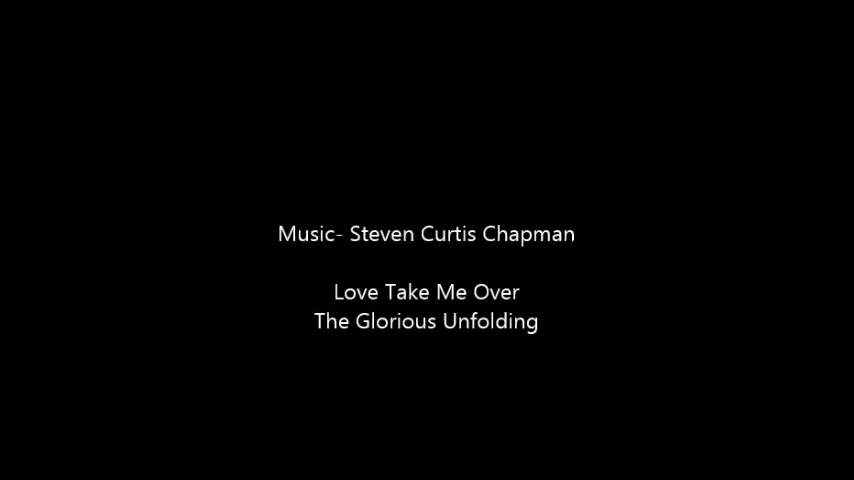 Music- Steven Curtis Chapman
Love Take Me Over
The Glorious Unfolding